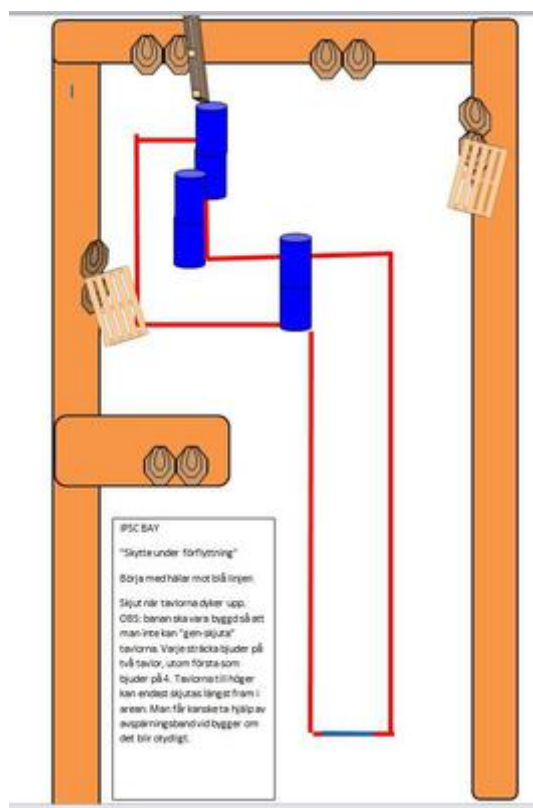 IPSC BAY
"Skytte under förflyttning"
Börja med hälar mot blå linjen
Skjut när tavlorna dyker upp.
OBS: banan ska vara byggd så att
man inte kan "gen-skjuta"
tavlorna. Varje sträcka bjuder på
två tavlor, utom första som
bjuder på 4. Tavlorna till höger
kan endast skjutas längst fram i
arean. Man får kanske ta hjälp av
avspärningsband vid bygger om
det blir otydligt.